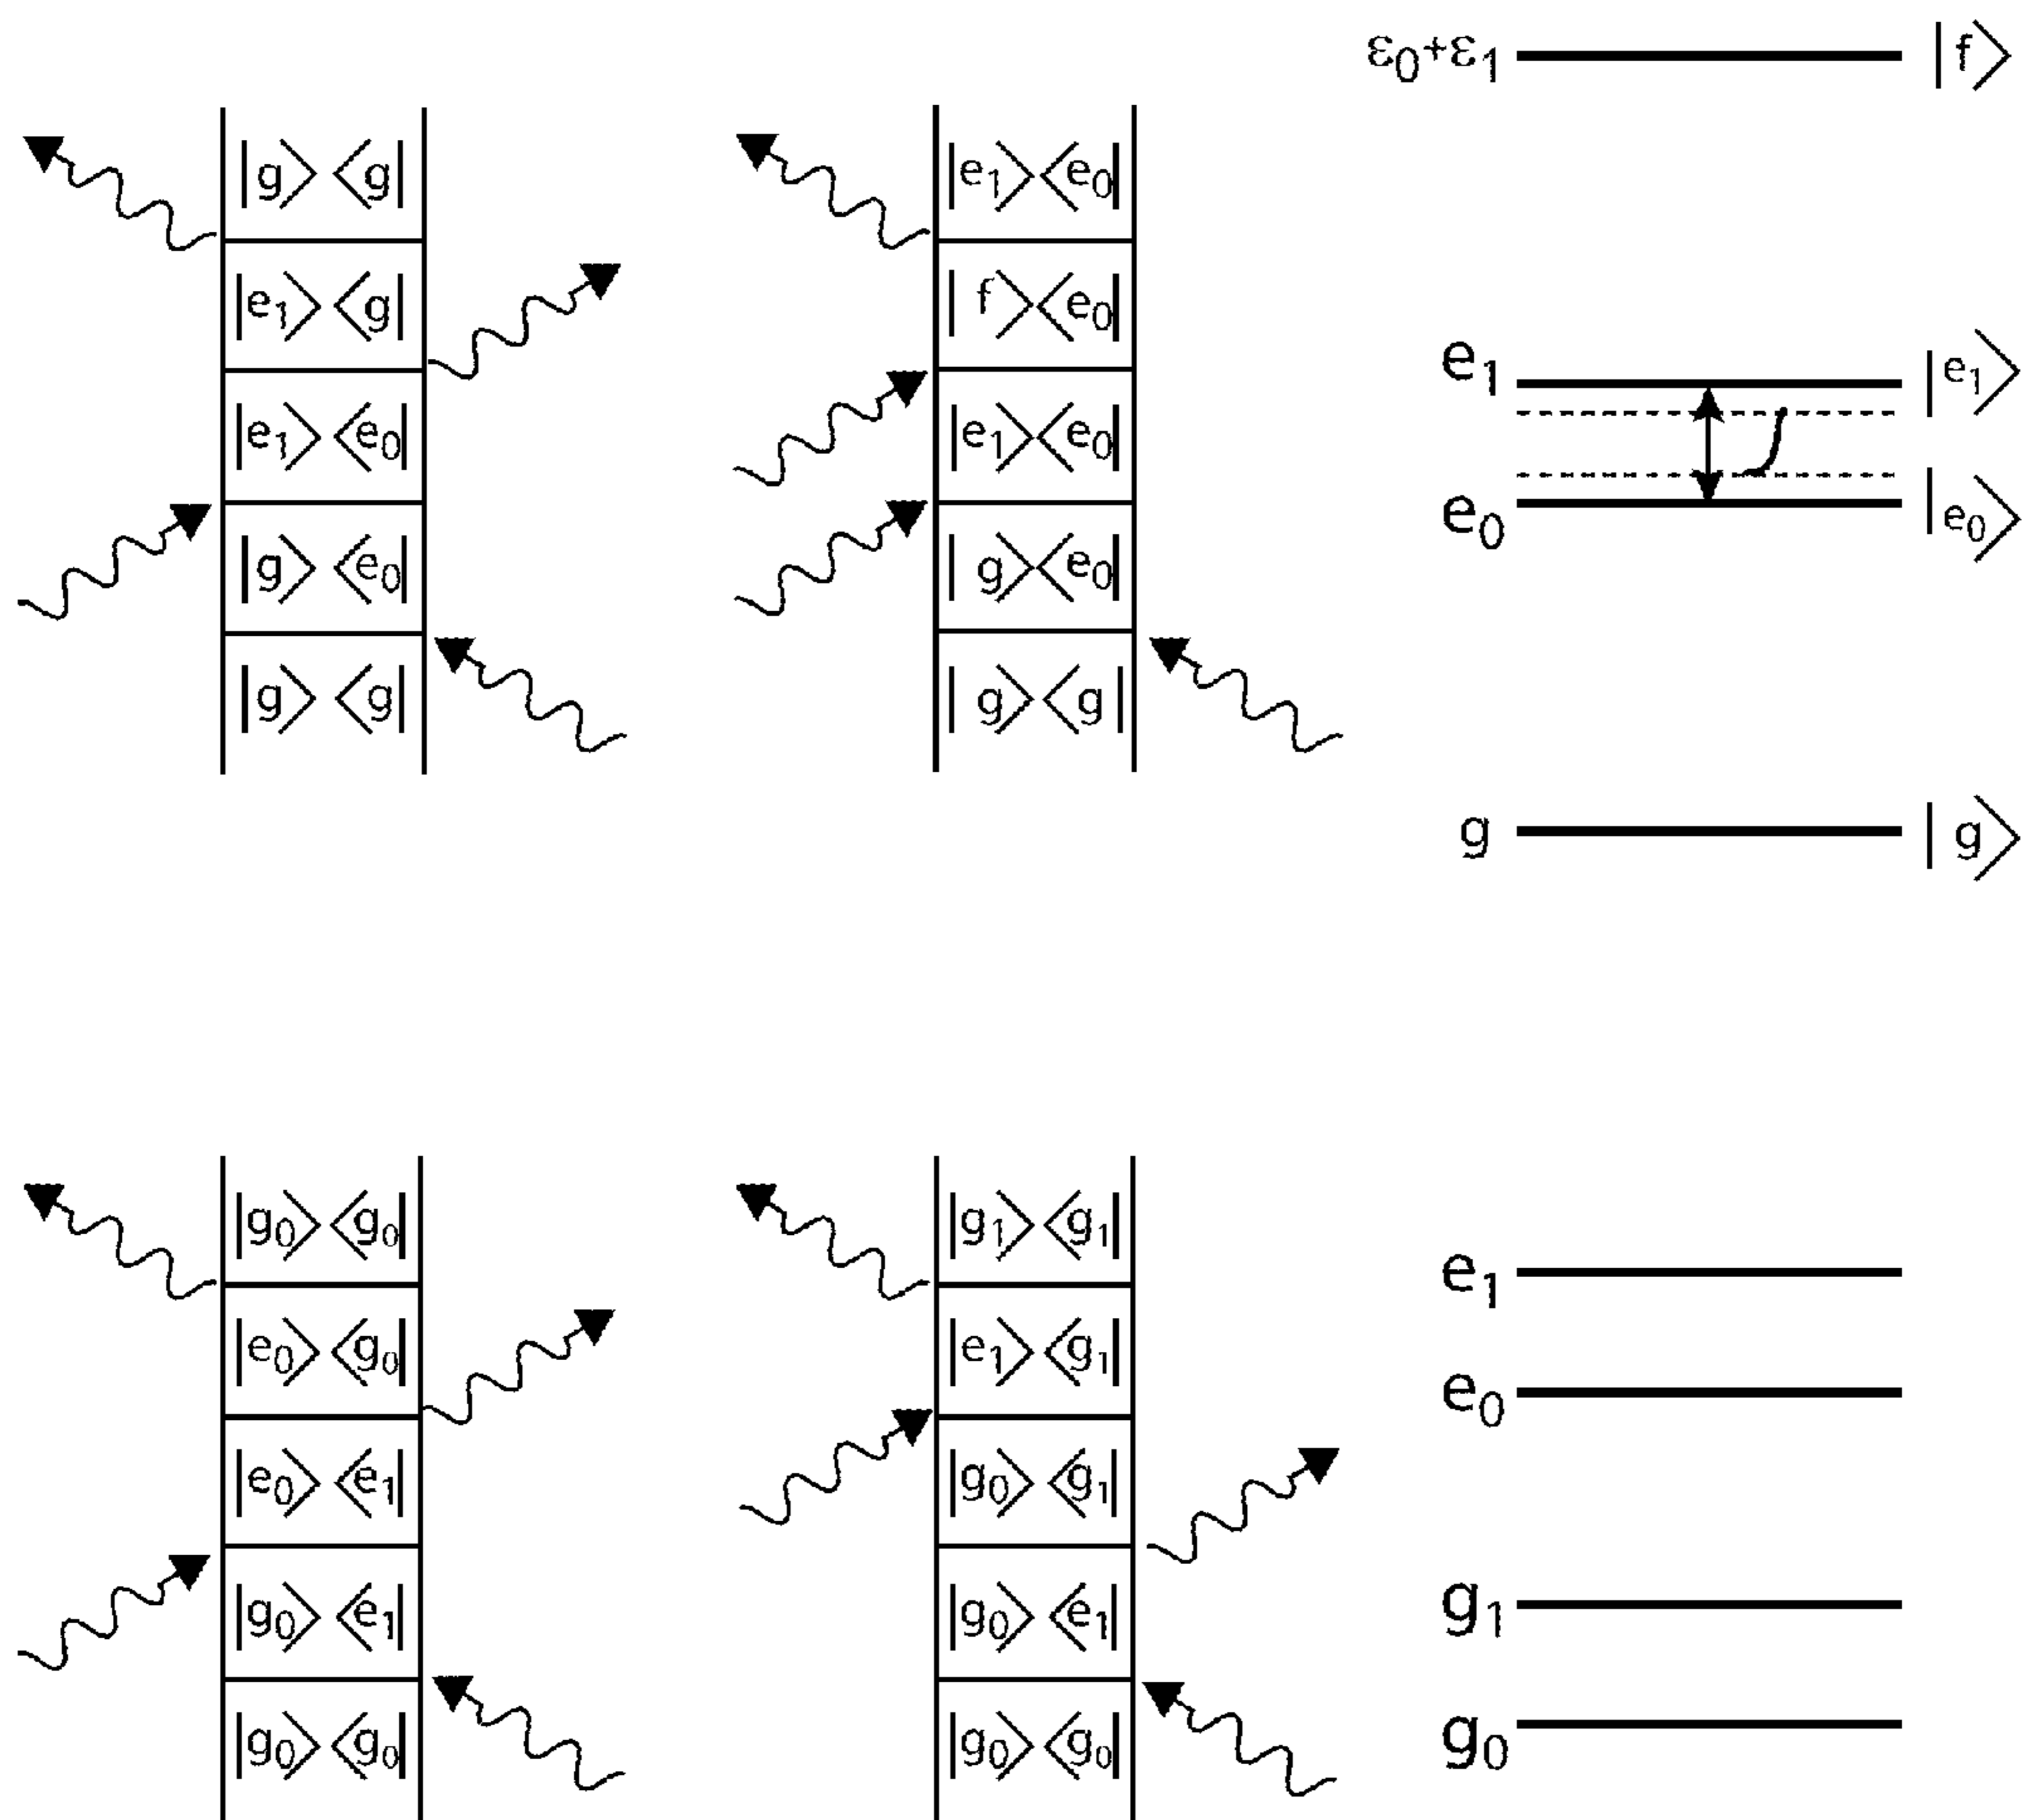 |g⟩⟨g|
|e₁⟩⟨g|
|e₁⟩⟨e₀|
|g⟩⟨e₀|
|g⟩⟨g|
|e₁⟩⟨e₀|
|f⟩⟨e₀|
|e₁⟩⟨e₀|
|g⟩⟨e₀|
|g⟩⟨g|
ε₀+ε₁ |f⟩
e₁ |e₁⟩
J
e₀ |e₀⟩
g |g⟩
|g₀⟩⟨g₀|
|e₀⟩⟨g₀|
|e₀⟩⟨e₁|
|g₀⟩⟨e₁|
|g₀⟩⟨g₀|
|g₁⟩⟨g₁|
|e₁⟩⟨g₁|
|g₀⟩⟨g₁|
|g₀⟩⟨e₁|
|g₀⟩⟨g₀|
e₁
e₀
g₁
g₀